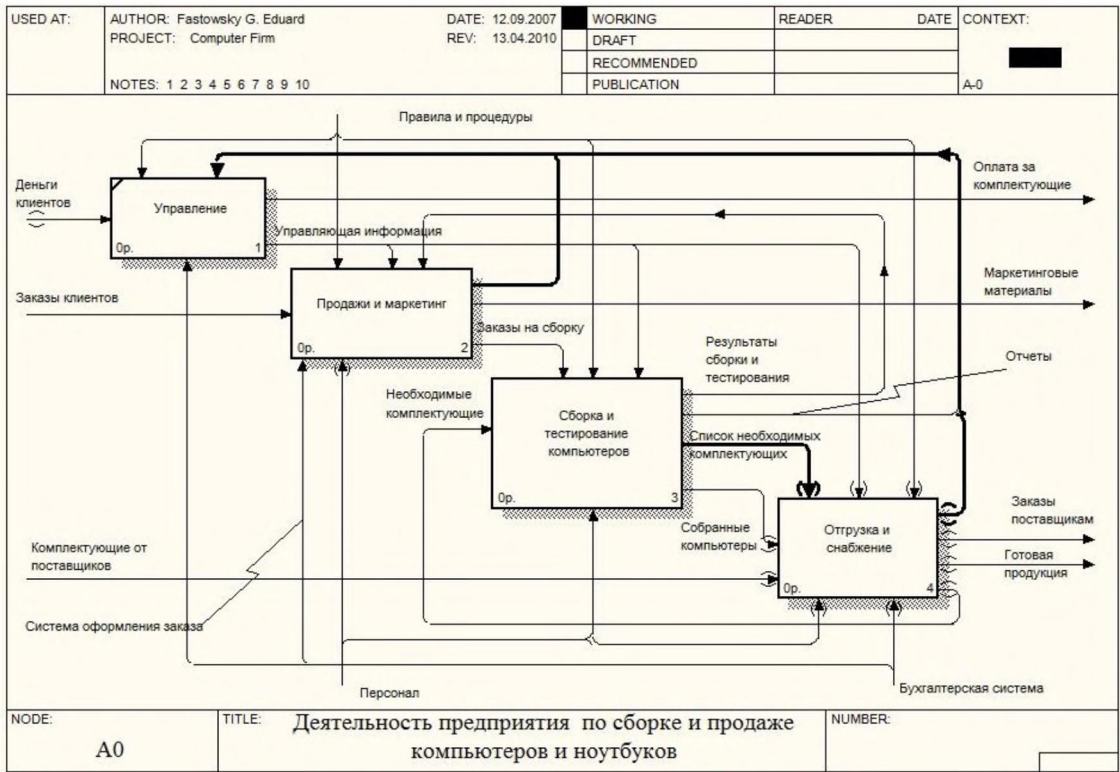 USED AT:
AUTHOR: Fastowsky G. Eduard
DATE: 12.09.2007
PROJECT: Computer Firm
REV: 13.04.2010
NOTES: 1 2 3 4 5 6 7 8 9 10
WORKING
DRAFT
RECOMMENDED
PUBLICATION
READER
DATE
CONTEXT:
A-0
Правила и процедуры
Деньги
клиентов
Управление
0р.
1
Оплата за
комплектующие
Управляющая информация
Заказы клиентов
Продажи и маркетинг
0р.
2
Маркетинговые
материалы
Заказы на сборку
Результаты
сборки и
тестирования
Отчеты
Необходимые
комплектующие
Сборка и
тестирование
компьютеров
0р.
3
Список необходимых
комплектующих
Собранные
компьютеры
Отгрузка и
снабжение
0р.
4
Заказы
поставщикам
Готовая
продукция
Комплектующие от
поставщиков
Система оформления заказа
Персонал
Бухгалтерская система
NODE:
A0
TITLE:
Деятельность предприятия по сборке и продаже
компьютеров и ноутбуков
NUMBER: